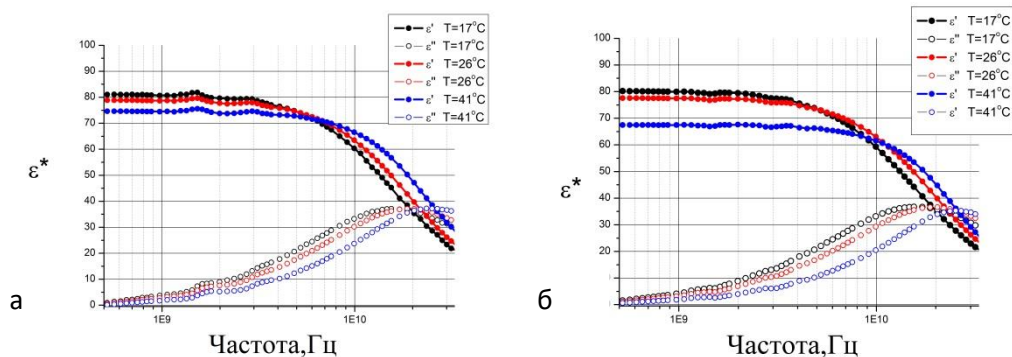 ε' T=17°C
ε" T=17°C
ε' T=26°C
ε" T=26°C
ε' T=41°C
ε" T=41°C
100
90
80
70
60
50
40
30
20
10
0
ε*
1E9 1E10
Частота,Гц
а
ε' T=17°C
ε" T=17°C
ε' T=26°C
ε" T=26°C
ε' T=41°C
ε" T=41°C
100
90
80
70
60
50
40
30
20
10
0
ε*
1E9 1E10
Частота,Гц
б